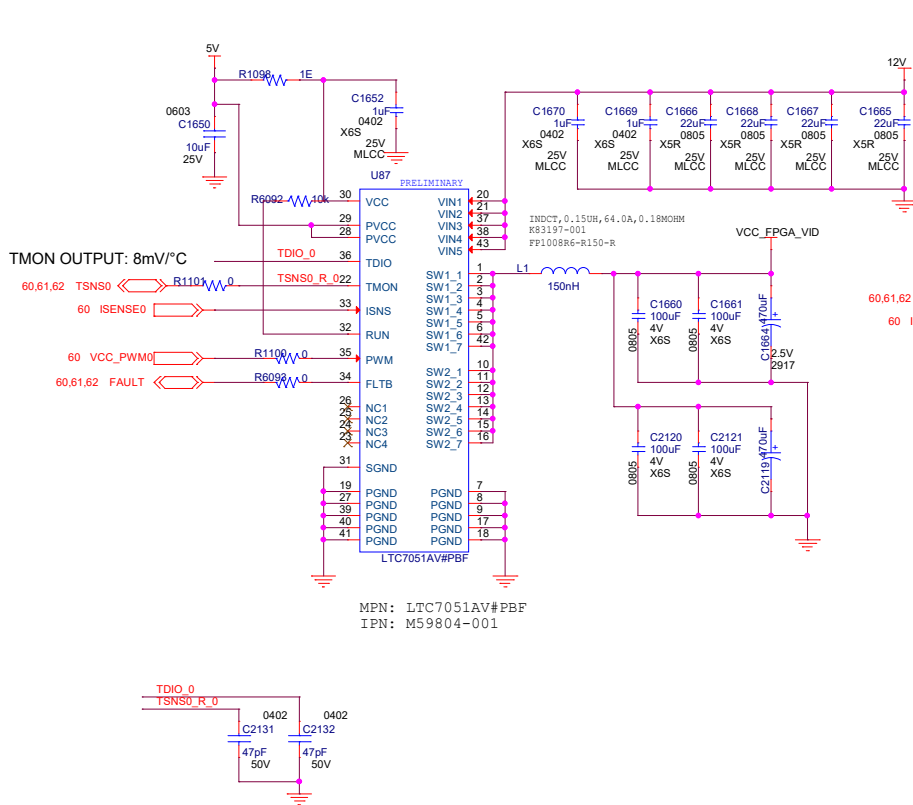 5V
12V
R1098 1E
0603
C1650
10uF
25V
C1652
1uF
0402
X6S
25V
MLCC
C1670
1uF
0402
X6S
25V
MLCC
C1669
1uF
0402
X6S
25V
MLCC
C1666
22uF
0805
X5R
25V
MLCC
C1668
22uF
0805
X5R
25V
MLCC
C1667
22uF
0805
X5R
25V
MLCC
C1665
22uF
0805
X5R
25V
MLCC
U87
PRELIMINARY
R6092 10k
30 VCC
29 PVCC
28 PVCC
TDIO_0 36 TDIO
TMON OUTPUT: 8mV/°C
60,61,62 TSNS0 R1101 0 TSNS0_R_0 22 TMON
60 ISENSE0 33 ISNS
32 RUN
60 VCC_PWM0 R1100 0 35 PWM
60,61,62 FAULT R6093 0 34 FLTB
26 NC1
25 NC2
24 NC3
23 NC4
31 SGND
19 PGND
27 PGND
39 PGND
40 PGND
41 PGND
VIN1 20
VIN2 21
VIN3 37
VIN4 38
VIN5 43
SW1_1 1
SW1_2 2
SW1_3 3
SW1_4 4
SW1_5 5
SW1_6 6
SW1_7 42
SW2_1 10
SW2_2 11
SW2_3 12
SW2_4 13
SW2_5 14
SW2_6 15
SW2_7 16
PGND 7
PGND 8
PGND 9
PGND 17
PGND 18
LTC7051AV#PBF
INDCT,0.15UH,64.0A,0.18MOHM
K83197-001
FP1008R6-R150-R
L1
150nH
VCC_FPGA_VID
C1660
100uF
4V
X6S
0805
C1661
100uF
4V
X6S
0805
C1664 470uF
2.5V
2917
C2120
100uF
4V
X6S
0805
C2121
100uF
4V
X6S
0805
C2119 470uF
60,61,62
60 I
MPN: LTC7051AV#PBF
IPN: M59804-001
TDIO_0
TSNS0_R_0
0402
C2131
47pF
50V
0402
C2132
47pF
50V